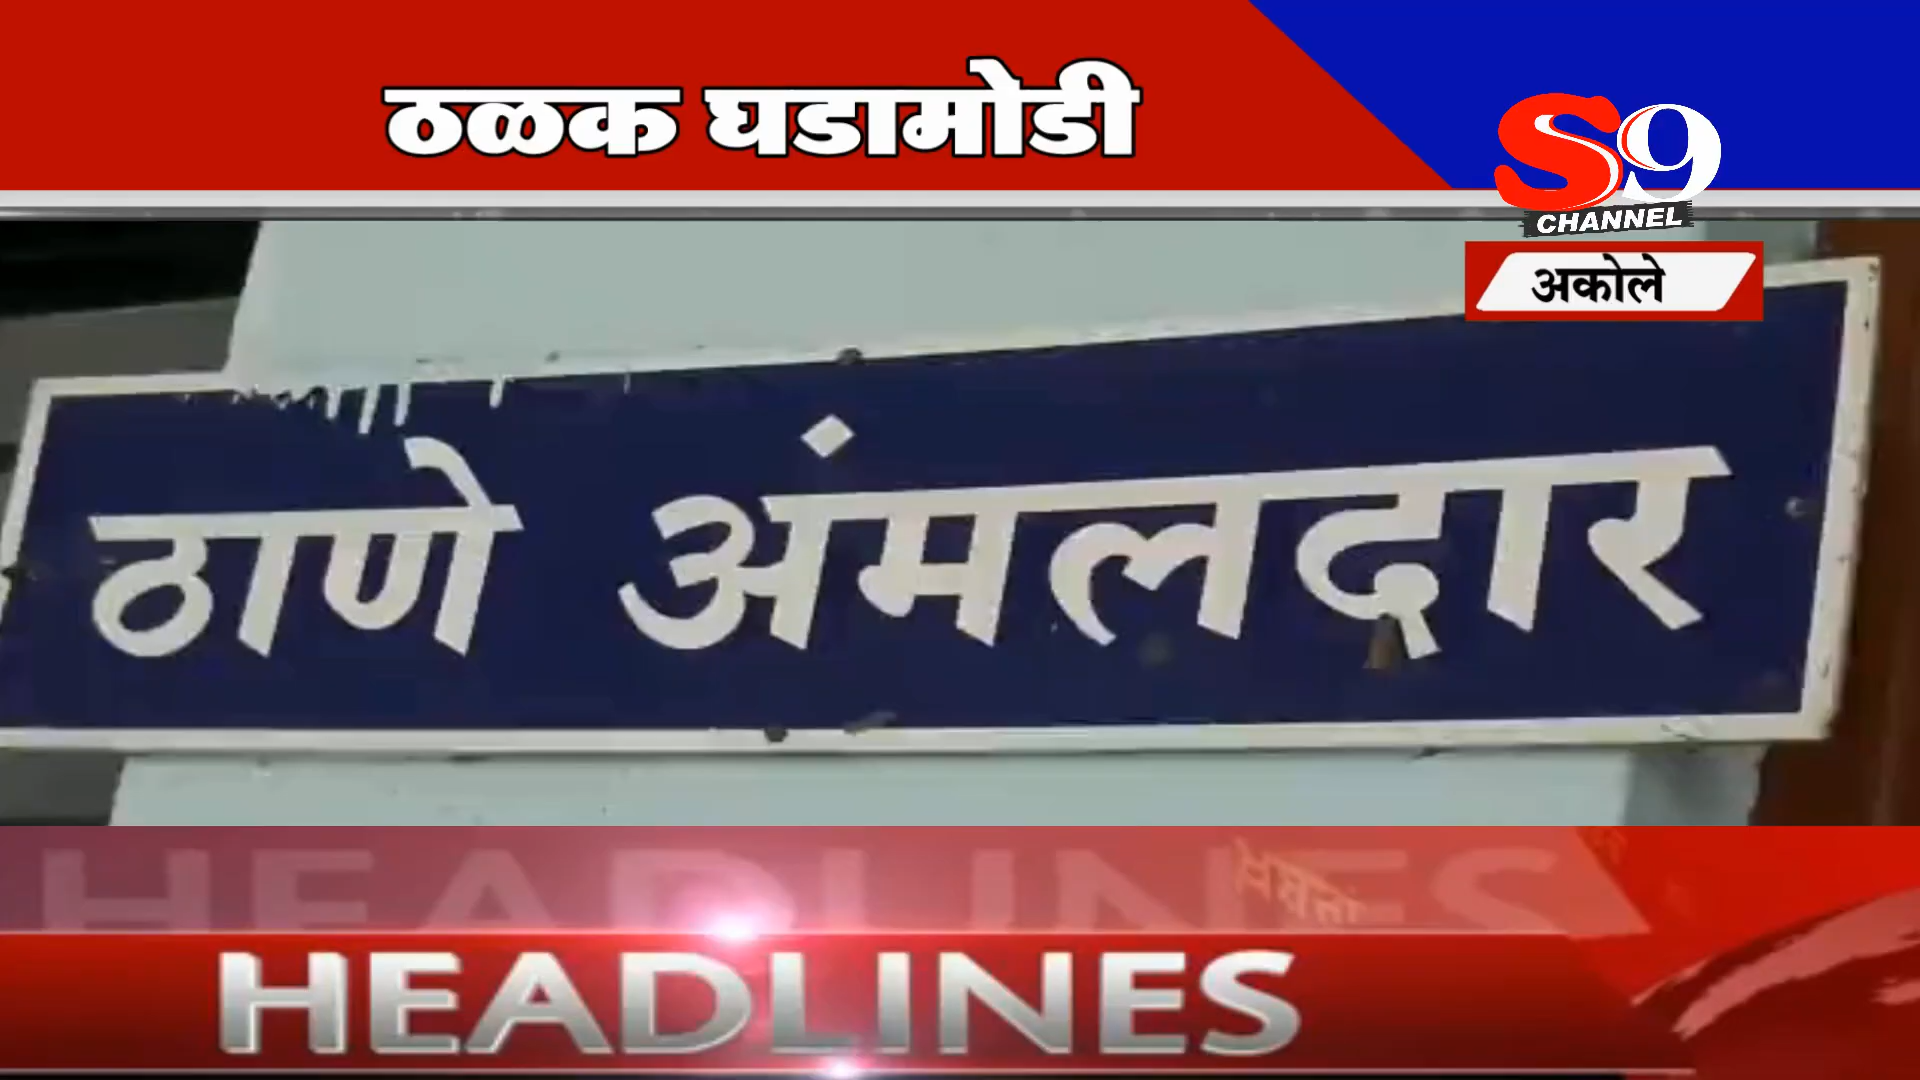 ठळक घडामोडी
S9
CHANNEL
अकोले
ठाणे अंमलदार
HEADLINES
HEADLINES